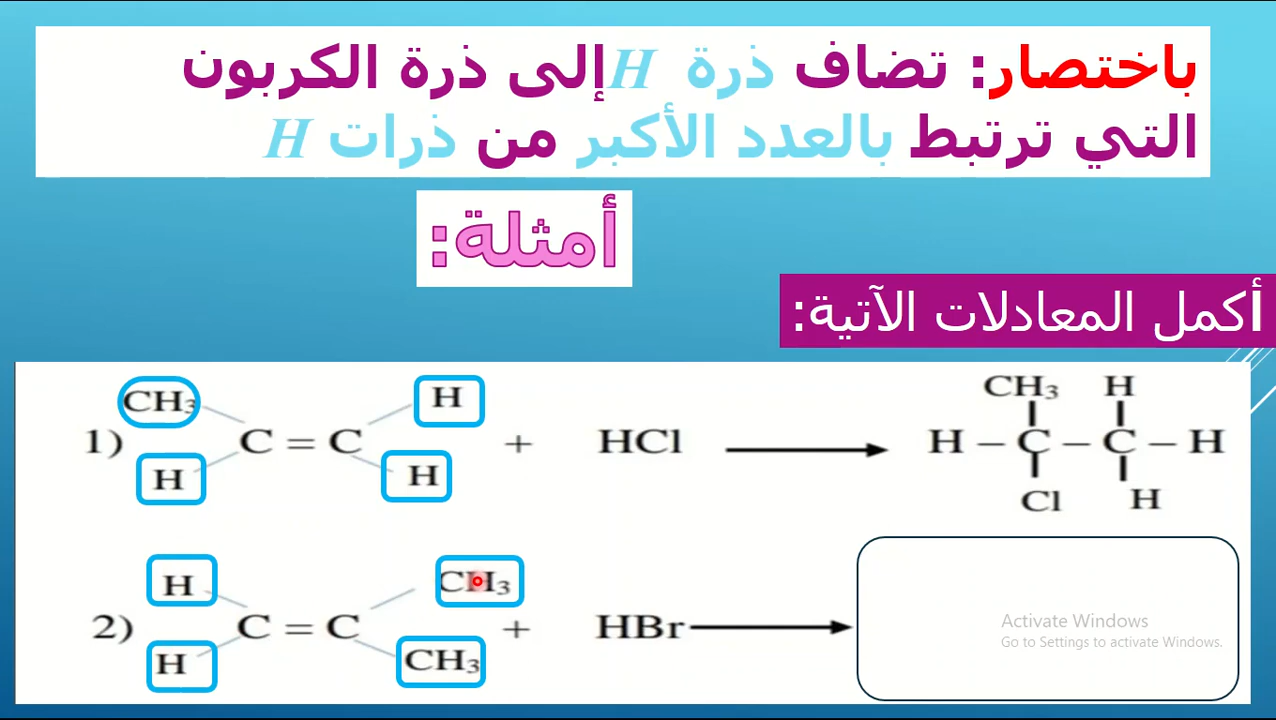 باختصار: تضاف ذرة H إلى ذرة الكربون
التي ترتبط بالعدد الأكبر من ذرات H
أمثلة:
أكمل المعادلات الآتية:
CH₃ H CH₃ H
1) C = C + HCl H – C – C – H
H H Cl H
H CH₃
2) C = C + HBr
H CH₃
Activate Windows
Go to Settings to activate Windows.